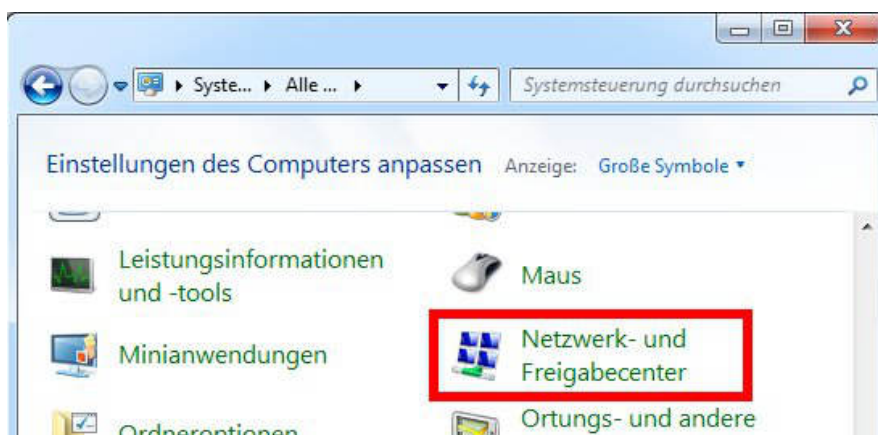 Syste... Alle ... Systemsteuerung durchsuchen
Einstellungen des Computers anpassen Anzeige: Große Symbole
Leistungsinformationen
und -tools
Maus
Minianwendungen
Netzwerk- und
Freigabecenter
Ordneroptionen
Ortungs- und andere